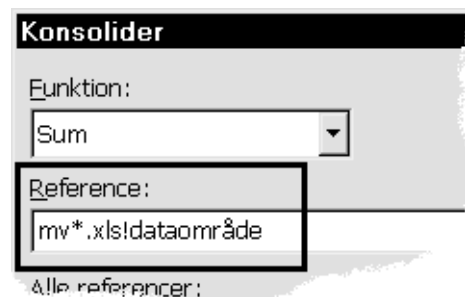 Konsolider
Funktion:
Sum
Reference:
mv*.xls!dataområde
Alle referencer: